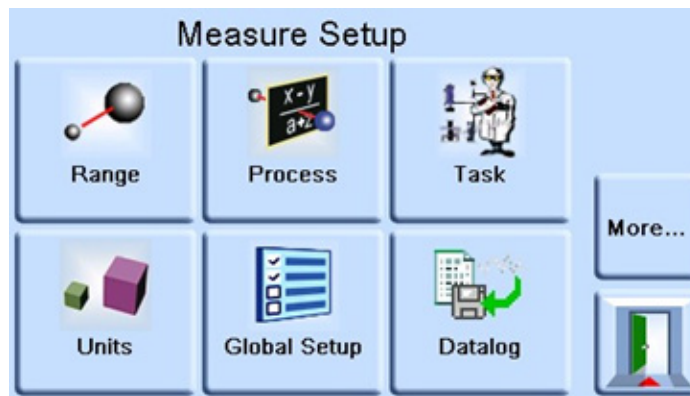 Measure Setup
Range
Process
x-y
a+z
Task
More...
Units
Global Setup
Datalog